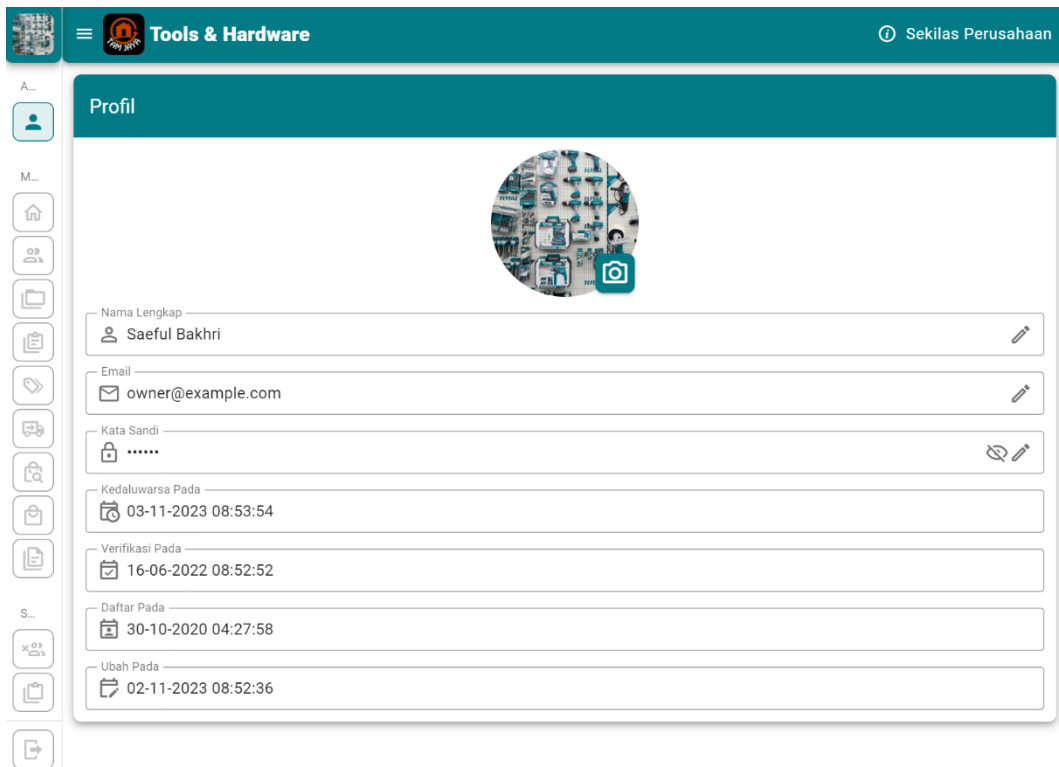 Tools & Hardware
Sekilas Perusahaan
A...
Profil
M...
S...
Nama Lengkap
Saeful Bakhri
Email
owner@example.com
Kata Sandi
••••••
Kedaluwarsa Pada
03-11-2023 08:53:54
Verifikasi Pada
16-06-2022 08:52:52
Daftar Pada
30-10-2020 04:27:58
Ubah Pada
02-11-2023 08:52:36